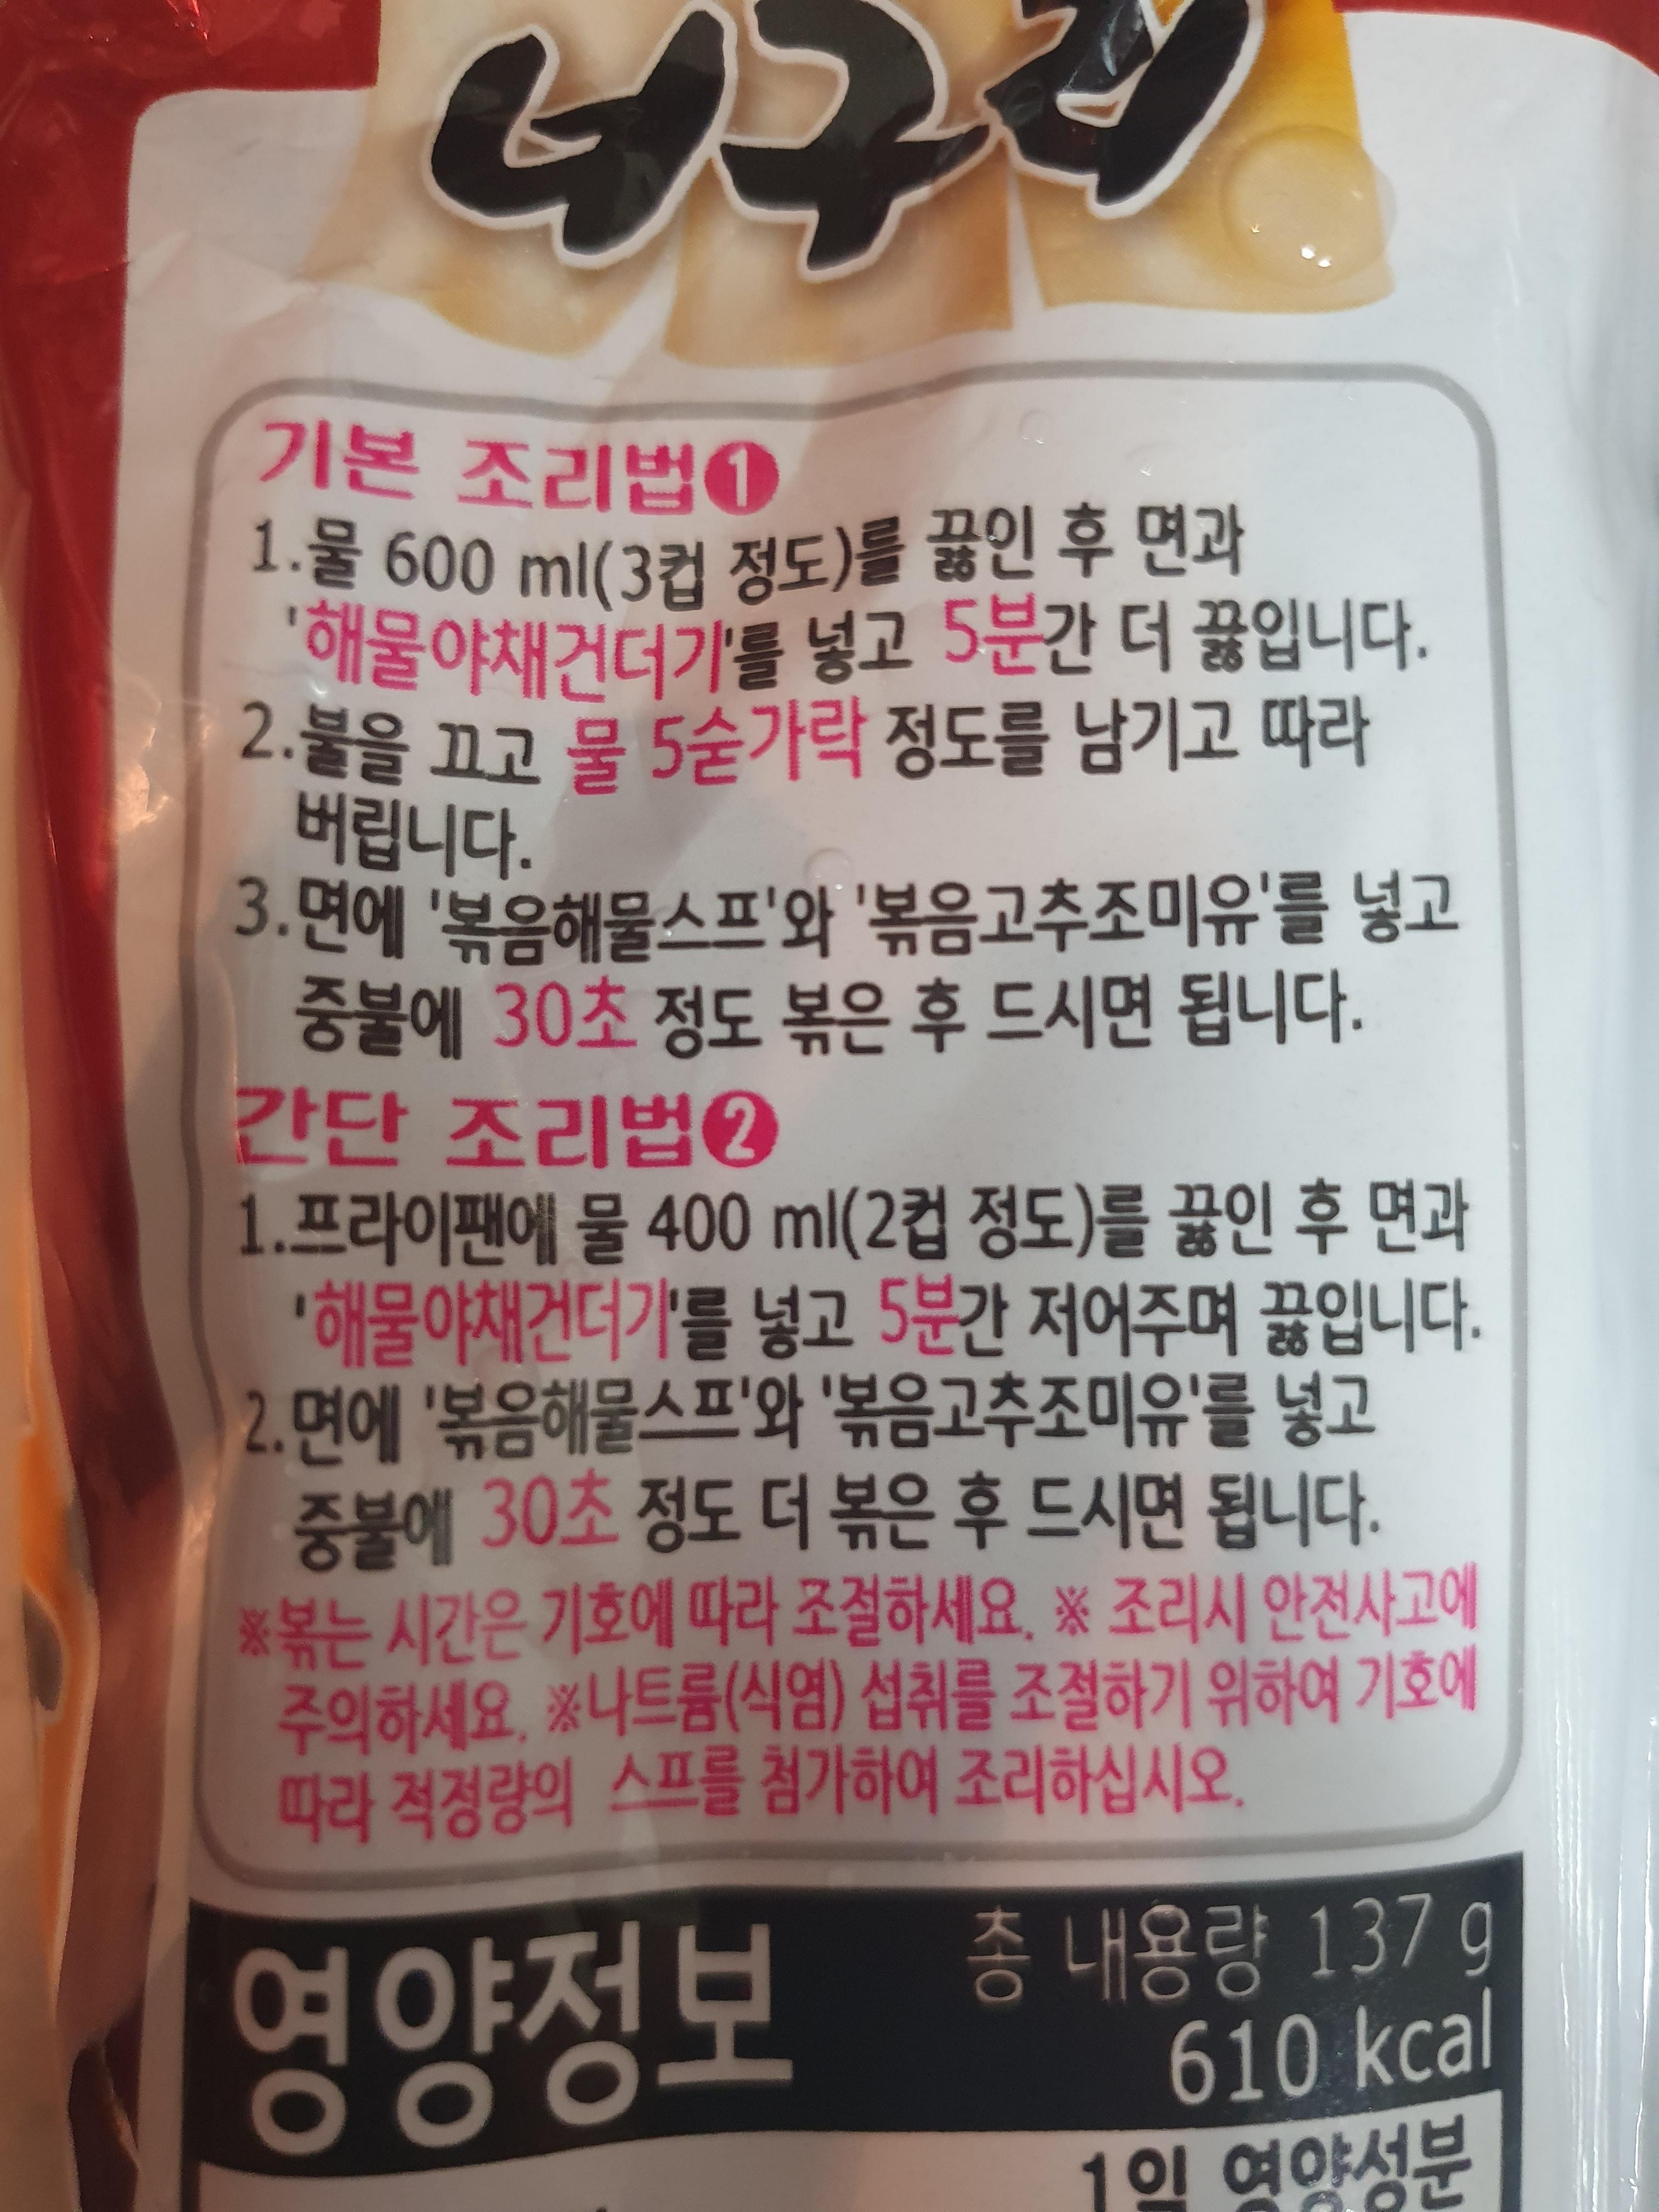 너구리
기본 조리법❶
1.물 600 ml(3컵 정도)를 끓인 후 면과
'해물야채건더기'를 넣고 5분간 더 끓입니다.
2.불을 끄고 물 5숟가락 정도를 남기고 따라
버립니다.
3.면에 '볶음해물스프'와 '볶음고추조미유'를 넣고
중불에 30초 정도 볶은 후 드시면 됩니다.
간단 조리법❷
1.프라이팬에 물 400 ml(2컵 정도)를 끓인 후 면과
'해물야채건더기'를 넣고 5분간 저어주며 끓입니다.
2.면에 '볶음해물스프'와 '볶음고추조미유'를 넣고
중불에 30초 정도 더 볶은 후 드시면 됩니다.
※볶는 시간은 기호에 따라 조절하세요. ※ 조리시 안전사고에
주의하세요. ※나트륨(식염) 섭취를 조절하기 위하여 기호에
따라 적정량의 스프를 첨가하여 조리하십시오.
영양정보
총 내용량 137 g
610 kcal
1일 영양성분